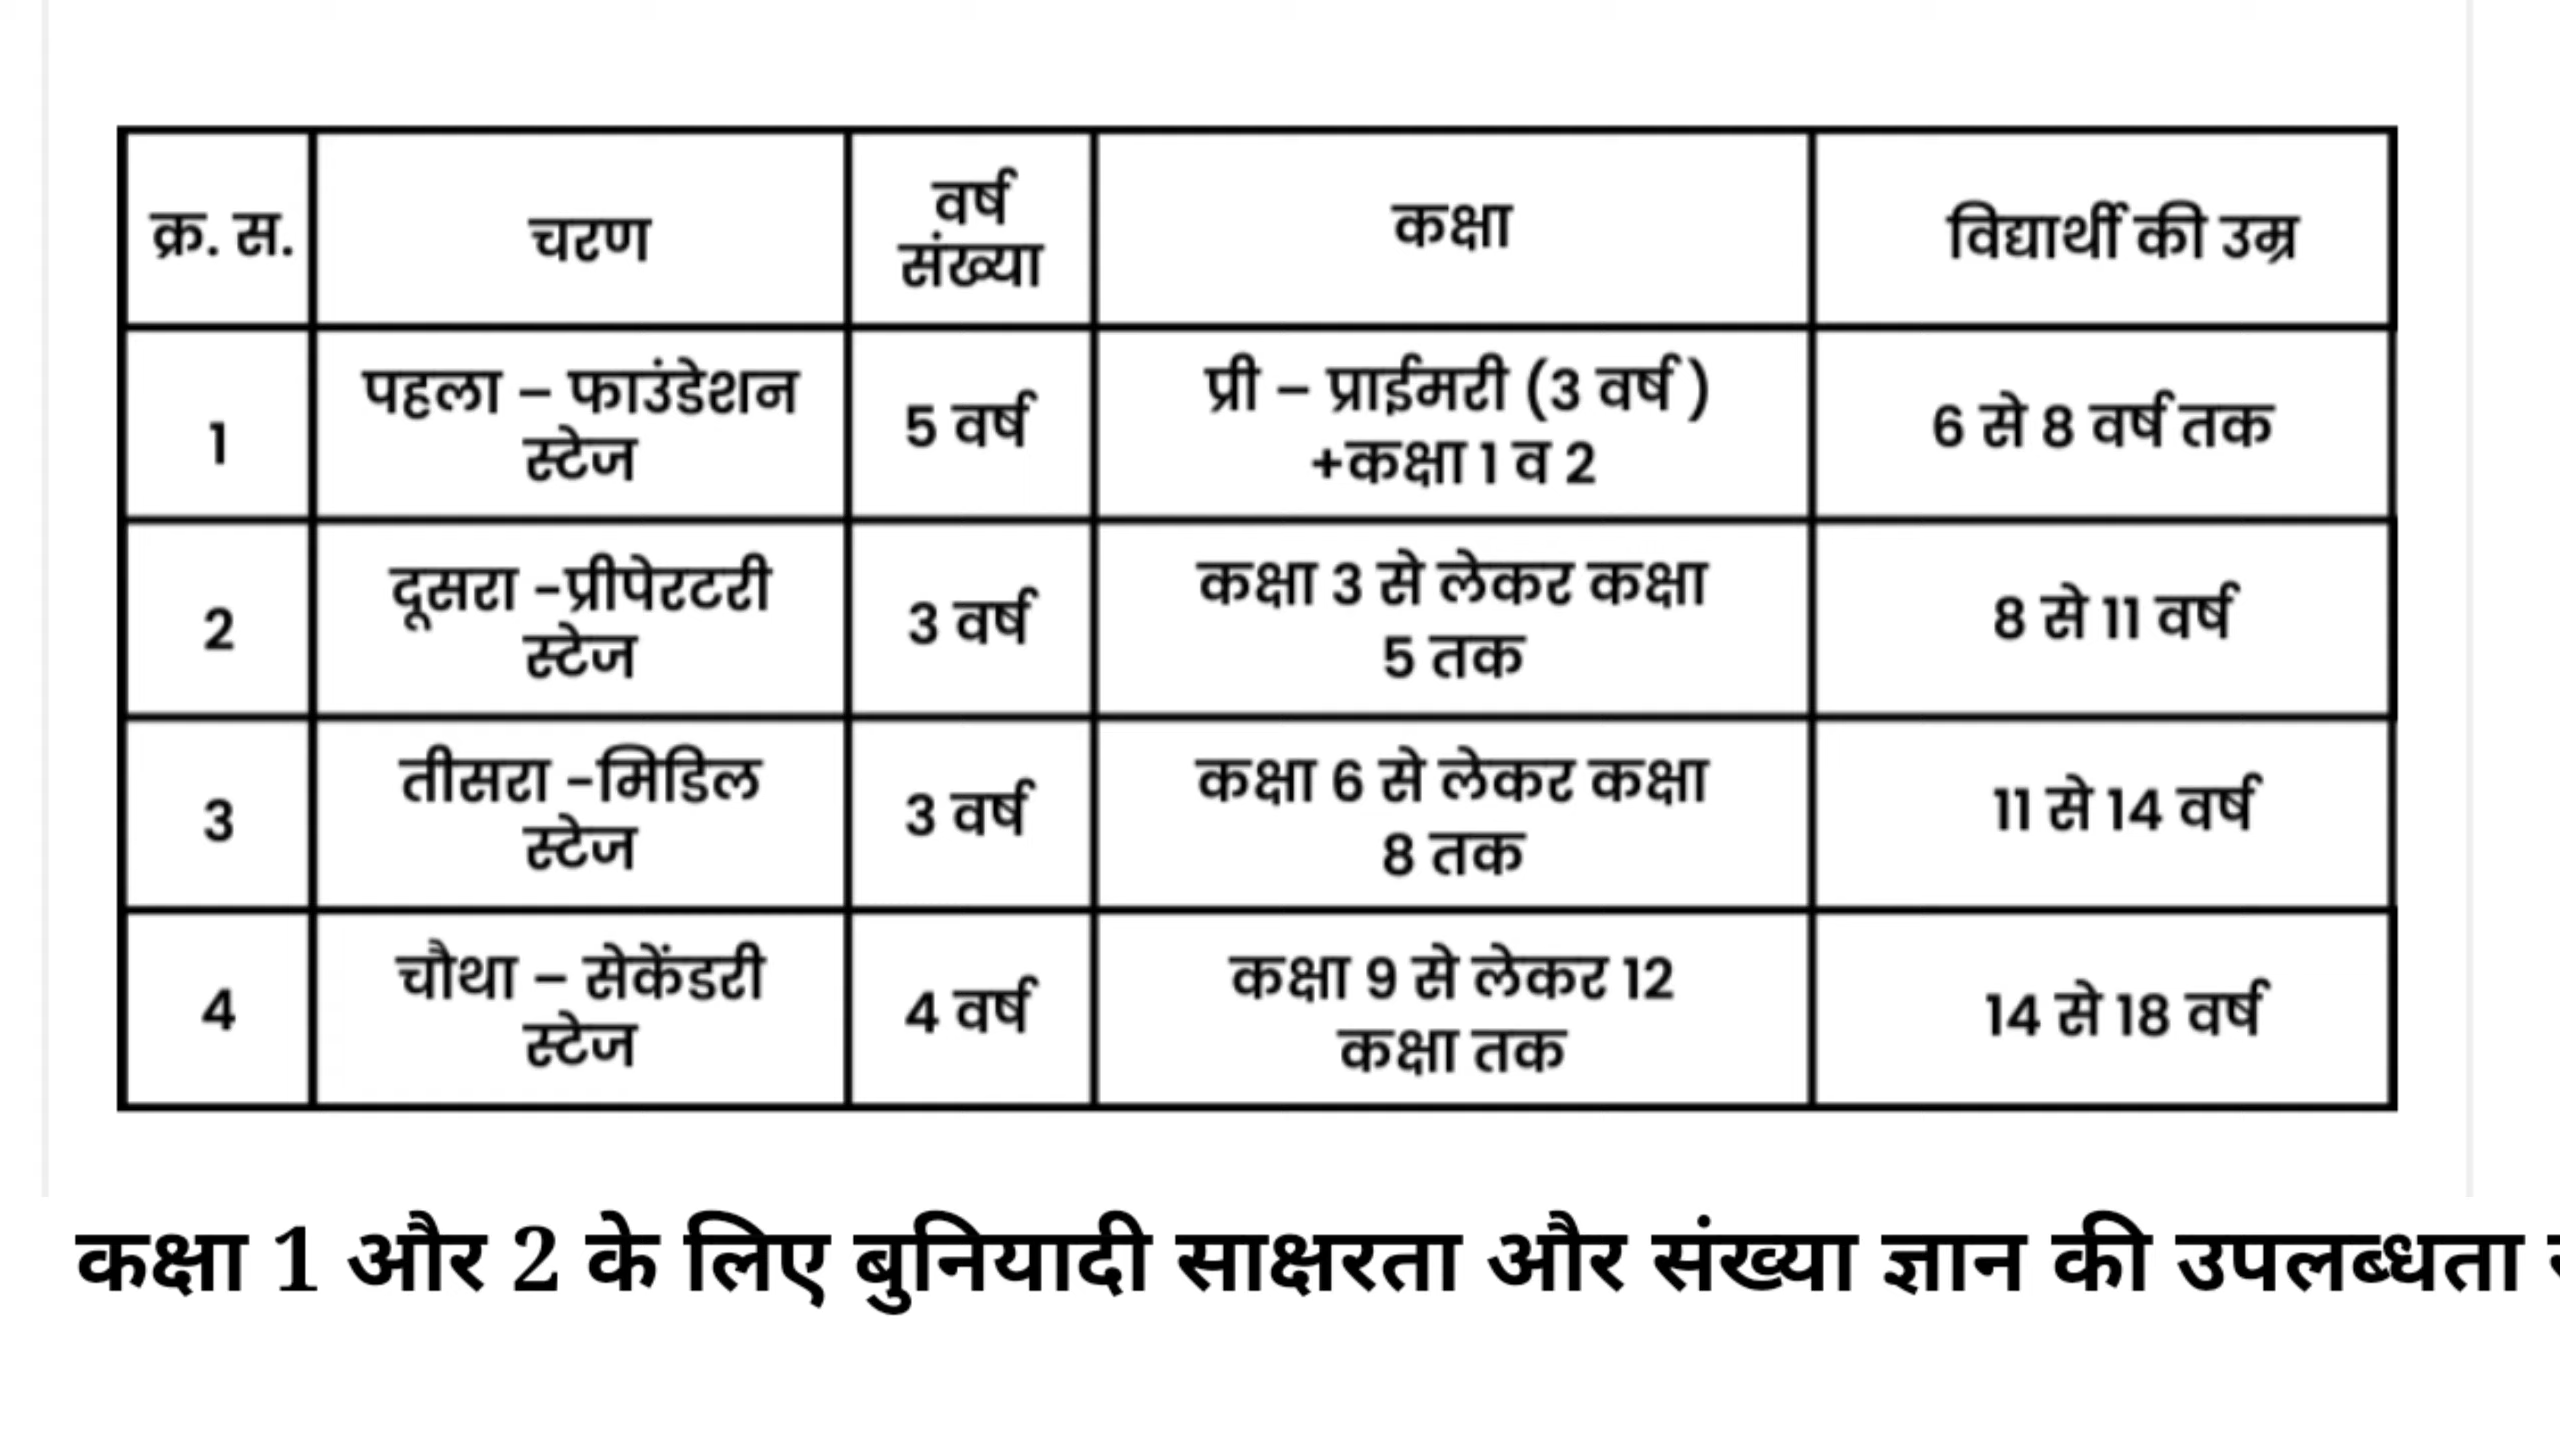 क्र. स. चरण वर्ष संख्या कक्षा विद्यार्थी की उम्र
1 पहला – फाउंडेशन स्टेज 5 वर्ष प्री – प्राईमरी (3 वर्ष ) +कक्षा 1 व 2 6 से 8 वर्ष तक
2 दूसरा -प्रीपेरटरी स्टेज 3 वर्ष कक्षा 3 से लेकर कक्षा 5 तक 8 से 11 वर्ष
3 तीसरा -मिडिल स्टेज 3 वर्ष कक्षा 6 से लेकर कक्षा 8 तक 11 से 14 वर्ष
4 चौथा – सेकेंडरी स्टेज 4 वर्ष कक्षा 9 से लेकर 12 कक्षा तक 14 से 18 वर्ष
कक्षा 1 और 2 के लिए बुनियादी साक्षरता और संख्या ज्ञान की उपलब्धता